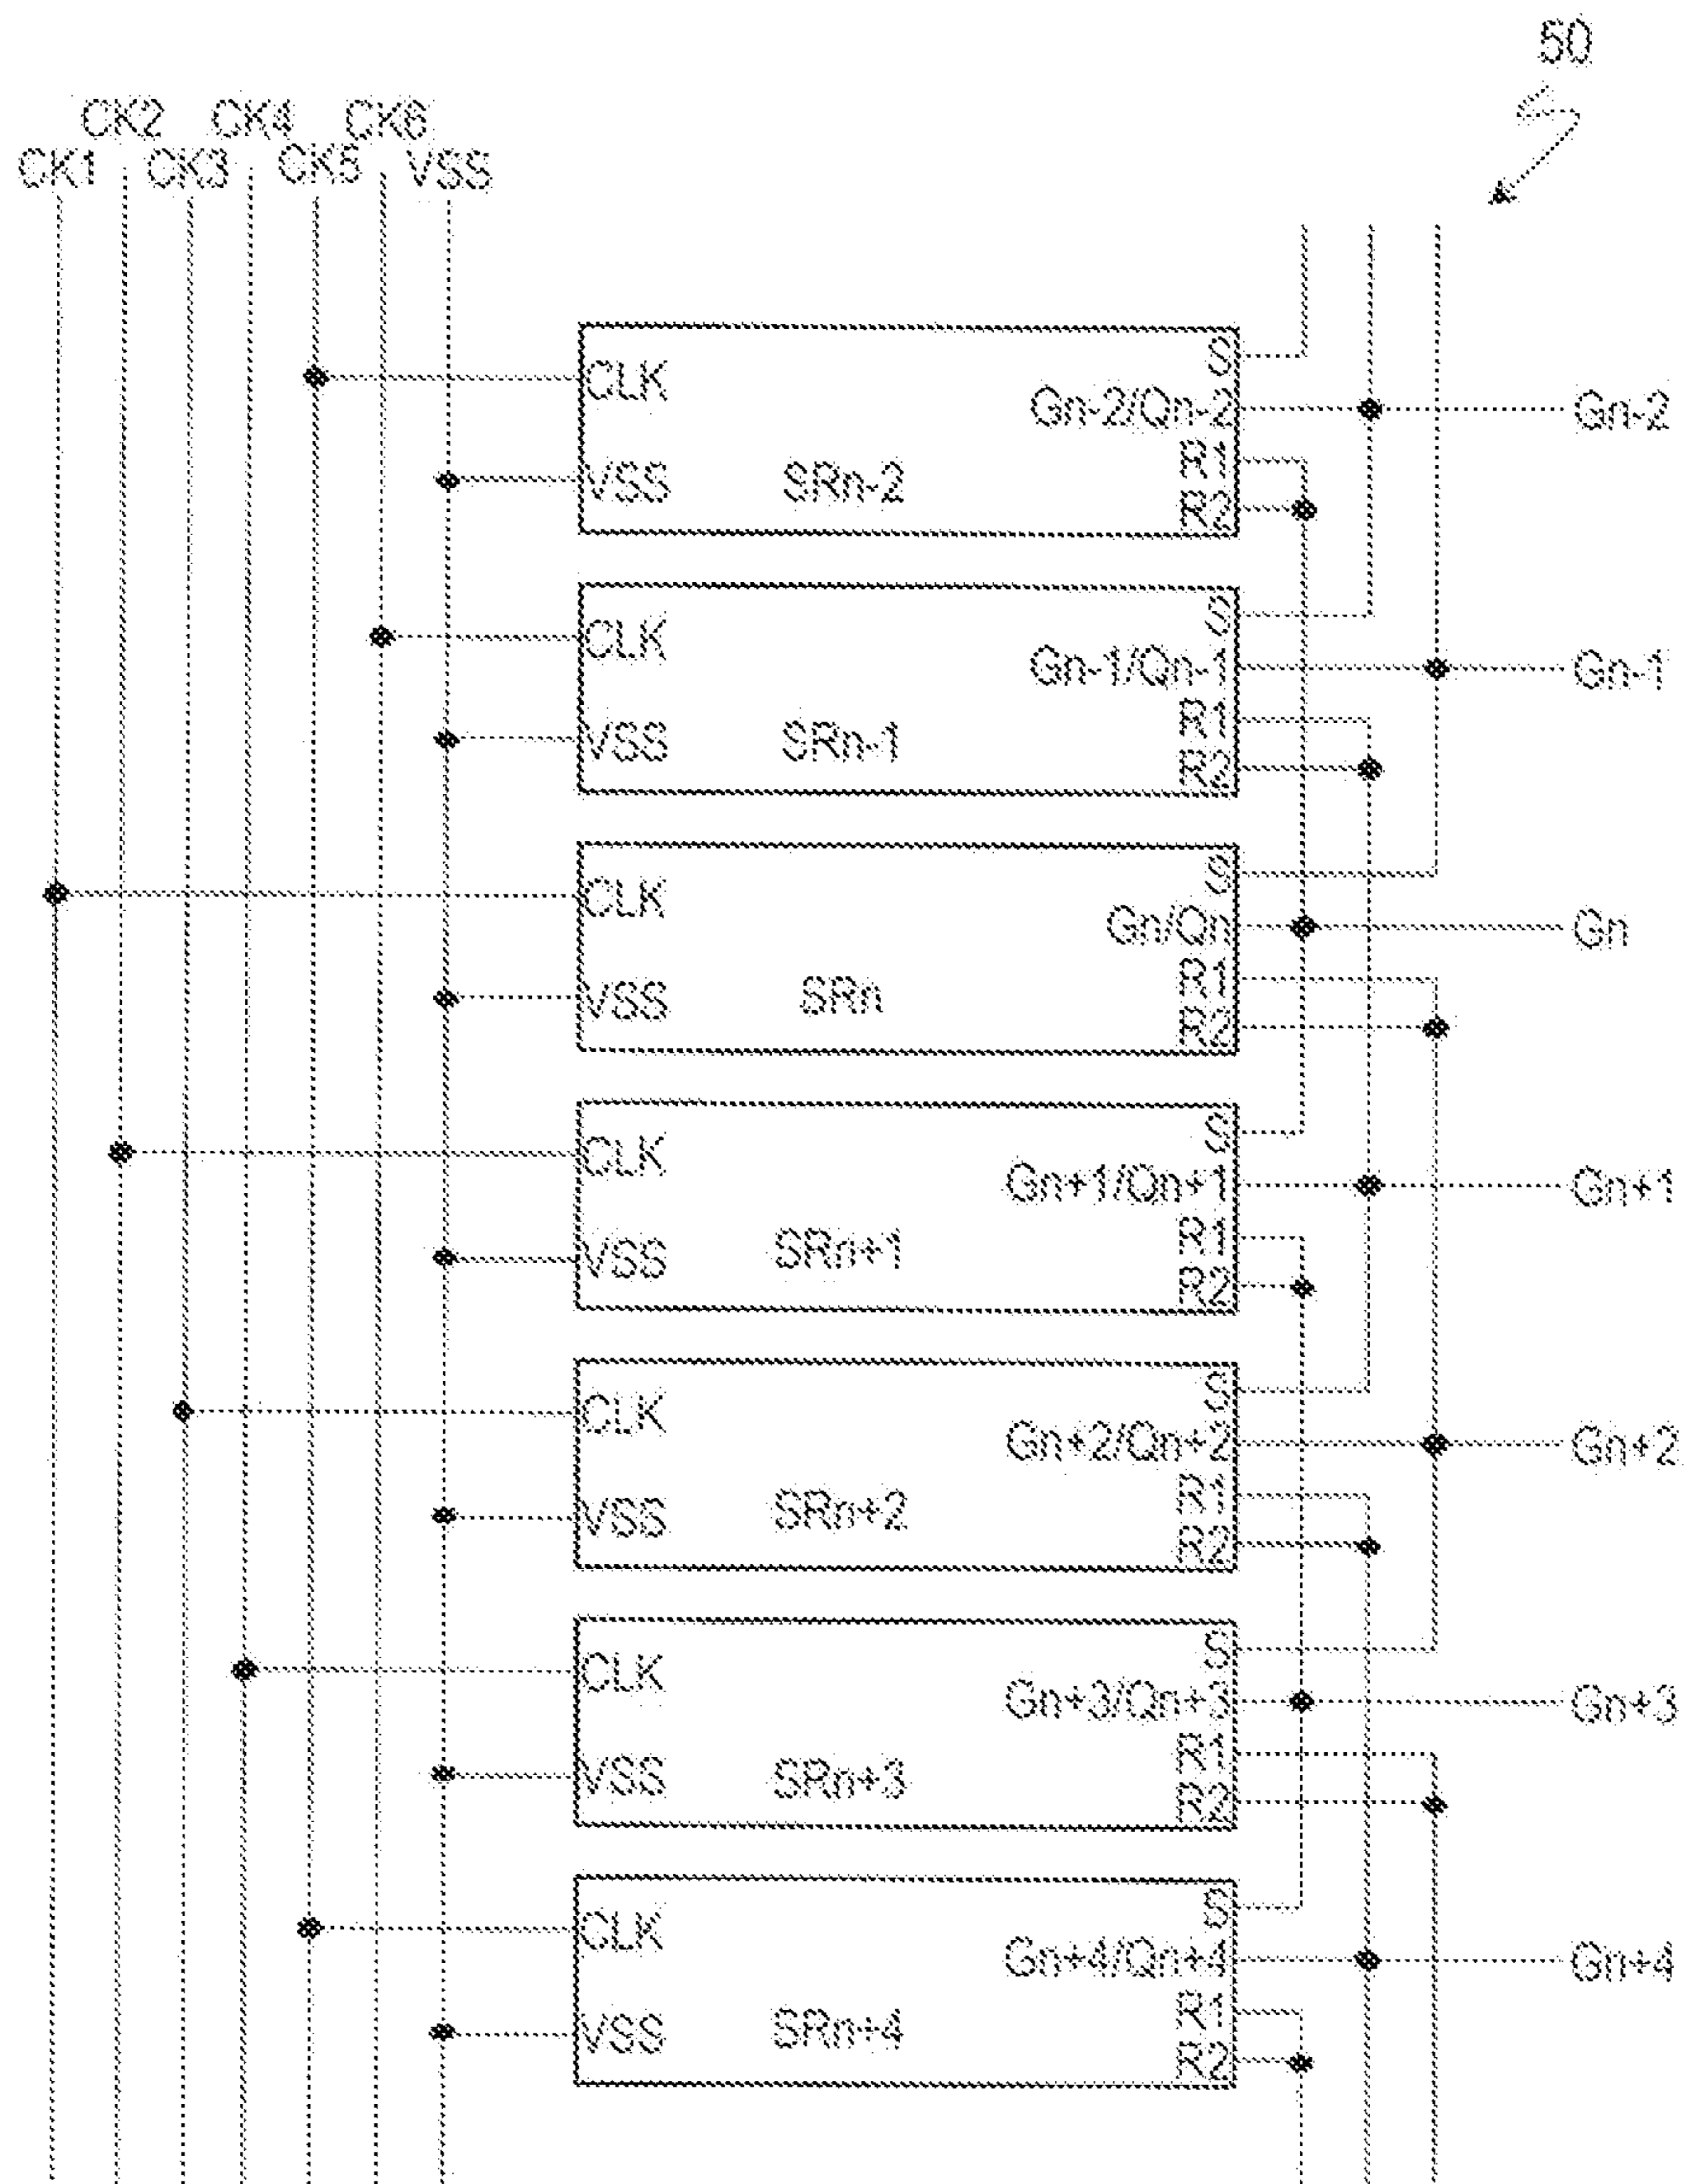 50
CK2 CK4 CK6
CK1 CK3 CK5 VSS
S
CLK
Gn-2/Qn-2 Gn-2
R1
VSS SRn-2
R2
S
CLK
Gn-1/Qn-1 Gn-1
R1
VSS SRn-1
R2
S
CLK
Gn/Qn Gn
R1
VSS SRn
R2
S
CLK
Gn+1/Qn+1 Gn+1
R1
VSS SRn+1
R2
S
CLK
Gn+2/Qn+2 Gn+2
R1
VSS SRn+2
R2
S
CLK
Gn+3/Qn+3 Gn+3
R1
VSS SRn+3
R2
S
CLK
Gn+4/Qn+4 Gn+4
R1
VSS SRn+4
R2